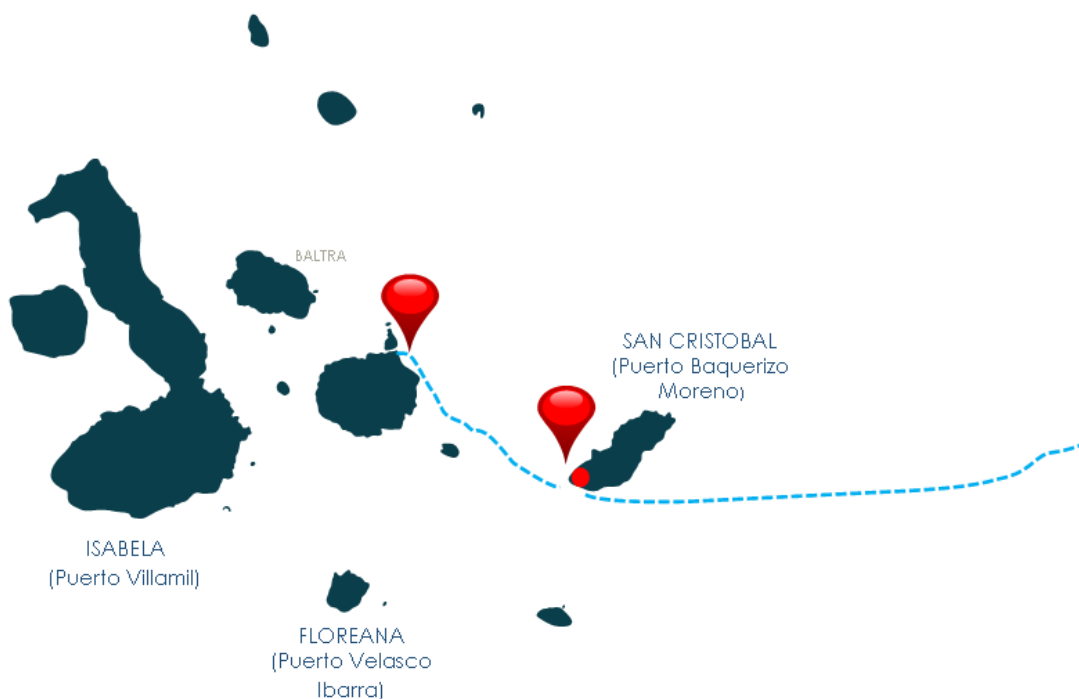 BALTRA
SAN CRISTOBAL
(Puerto Baquerizo
Moreno)
ISABELA
(Puerto Villamil)
FLOREANA
(Puerto Velasco
Ibarra)